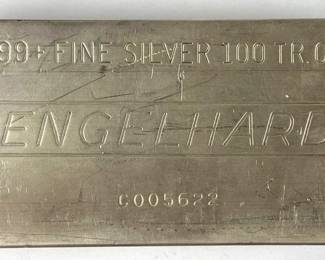 99+ FINE SILVER 100 TR.O
ENGELHARD
C005622